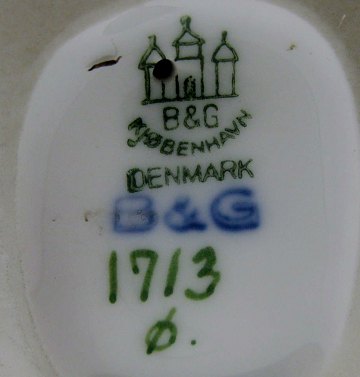 B&G
KJØBENHAVN
DENMARK
B&G
1713
Ø.